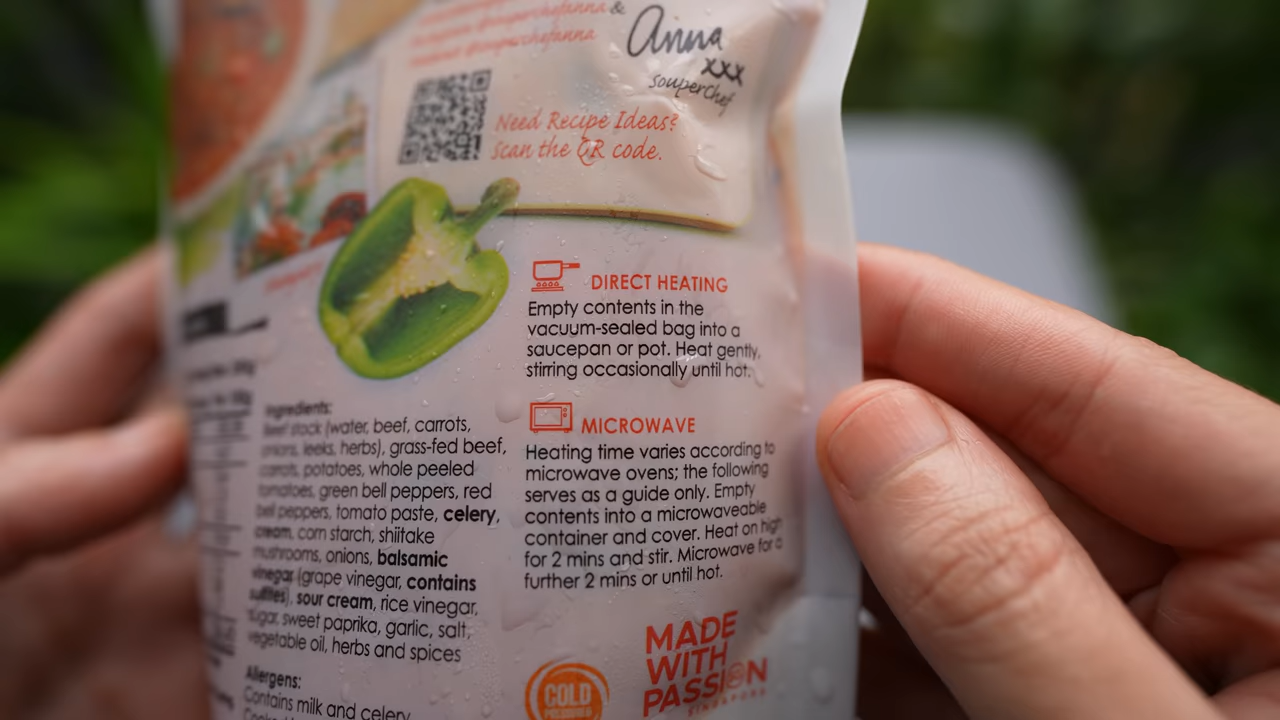 &
Anna
xxx
souperchef
Need Recipe Ideas?
Scan the QR code.
DIRECT HEATING
Empty contents in the
vacuum-sealed bag into a
saucepan or pot. Heat gently,
stirring occasionally until hot.
MICROWAVE
Heating time varies according to
microwave ovens; the following
serves as a guide only. Empty
contents into a microwaveable
container and cover. Heat on high
for 2 mins and stir. Microwave for a
further 2 mins or until hot.
Ingredients:
Beef stock (water, beef, carrots,
onions, leeks, herbs), grass-fed beef,
carrots, potatoes, whole peeled
tomatoes, green bell peppers, red
bell peppers, tomato paste, celery,
cream, corn starch, shiitake
mushrooms, onions, balsamic
vinegar (grape vinegar, contains
sulfites), sour cream, rice vinegar,
sugar, sweet paprika, garlic, salt,
vegetable oil, herbs and spices
Allergens:
Contains milk and celery
COLD
MADE
WITH
PASSION
SINGAPORE